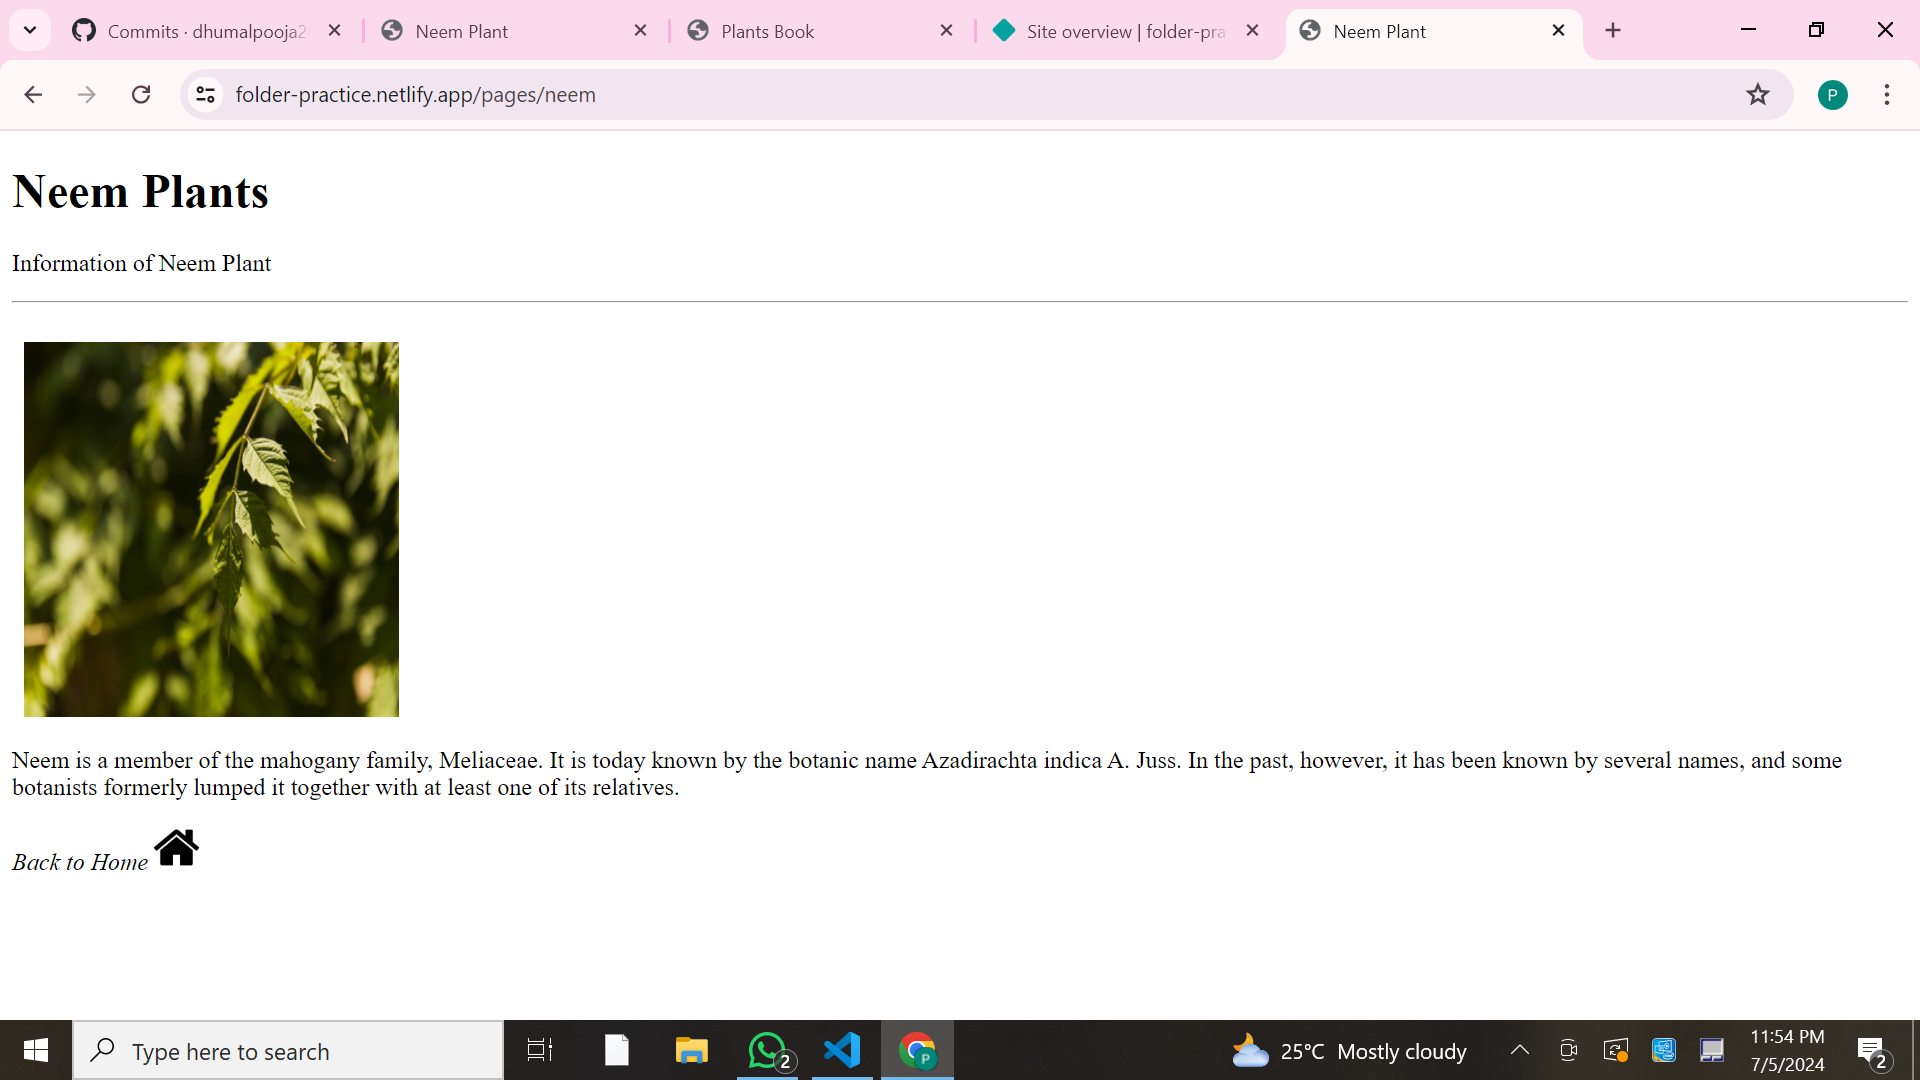 Commits · dhumalpooja2
Neem Plant
Plants Book
Site overview | folder-pra
Neem Plant
folder-practice.netlify.app/pages/neem
P
Neem Plants
Information of Neem Plant
Neem is a member of the mahogany family, Meliaceae. It is today known by the botanic name Azadirachta indica A. Juss. In the past, however, it has been known by several names, and some
botanists formerly lumped it together with at least one of its relatives.
Back to Home
Type here to search
2
P
25°C Mostly cloudy
11:54 PM
7/5/2024
2